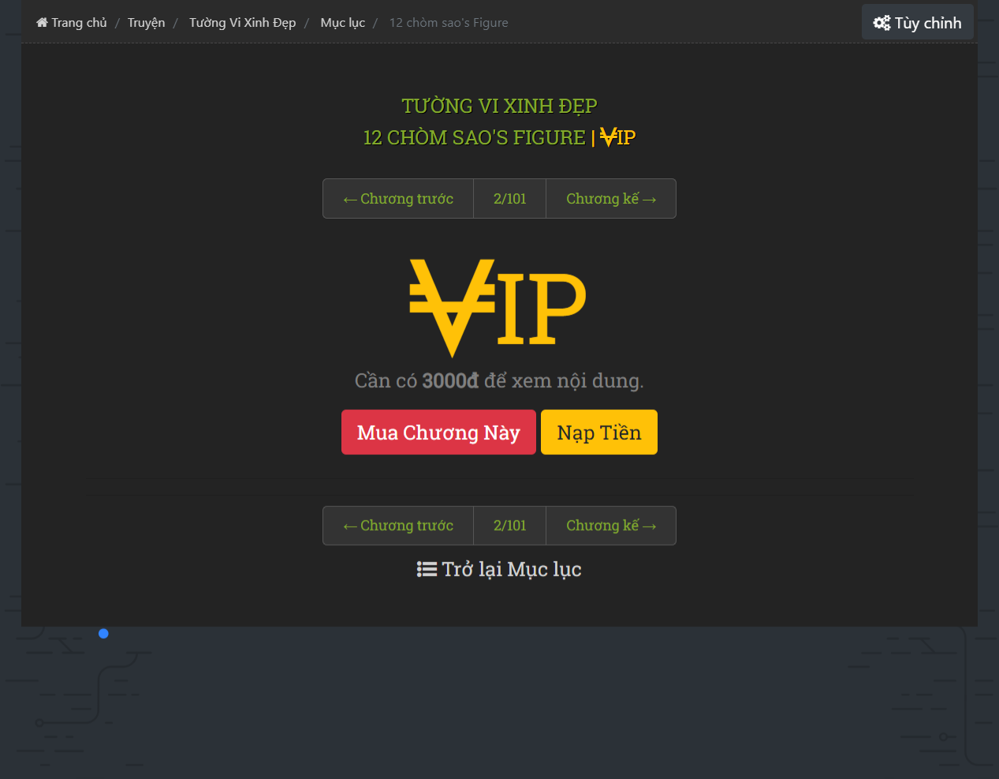 Trang chủ / Truyện / Tường Vi Xinh Đẹp / Mục lục / 12 chòm sao's Figure
Tùy chỉnh
TƯỜNG VI XINH ĐẸP
12 CHÒM SAO'S FIGURE | VIP
← Chương trước 2/101 Chương kế →
VIP
Cần có 3000đ để xem nội dung.
Mua Chương Này Nạp Tiền
← Chương trước 2/101 Chương kế →
Trở lại Mục lục